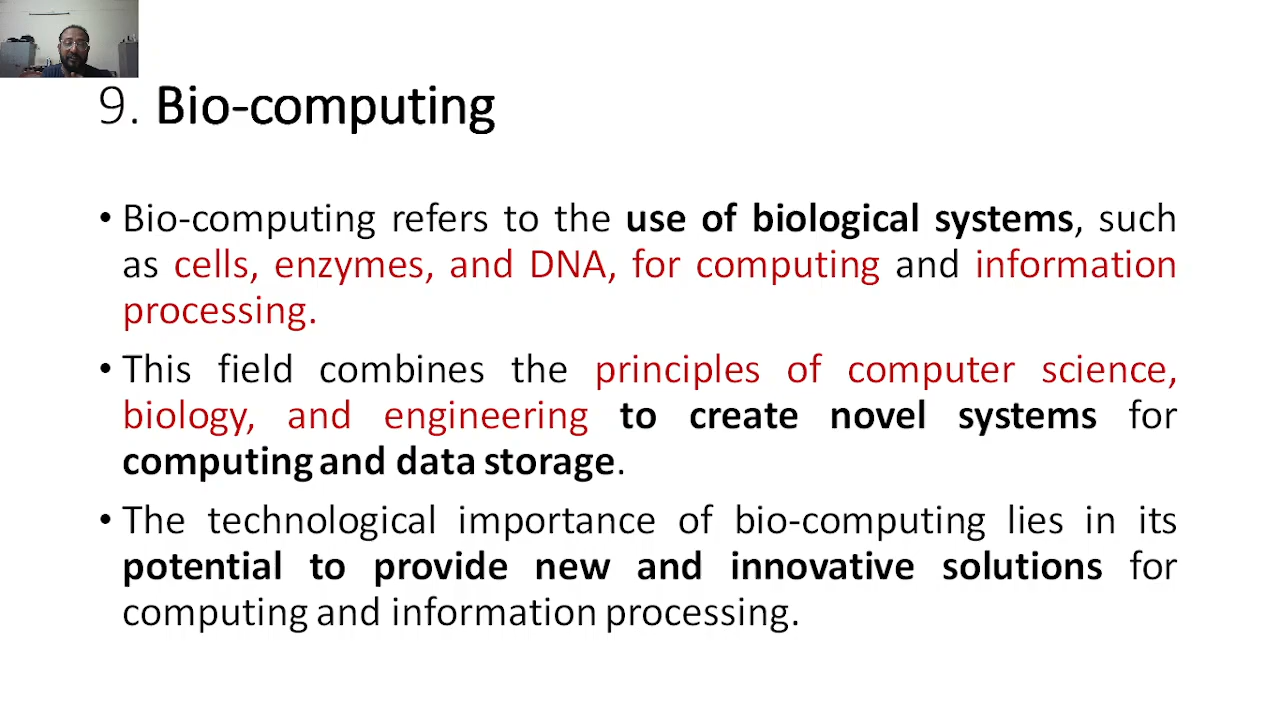 9. Bio-computing
• Bio-computing refers to the use of biological systems, such
as cells, enzymes, and DNA, for computing and information
processing.
• This field combines the principles of computer science,
biology, and engineering to create novel systems for
computing and data storage.
• The technological importance of bio-computing lies in its
potential to provide new and innovative solutions for
computing and information processing.